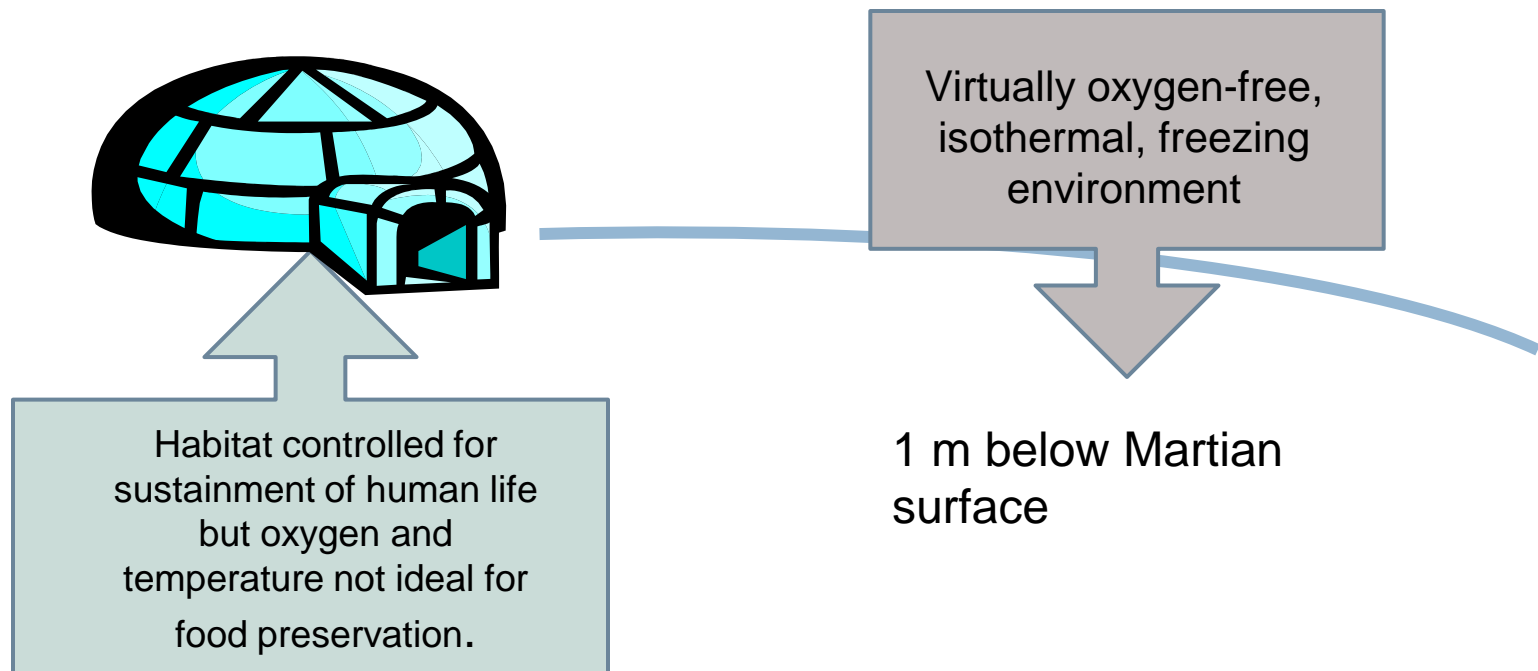 Virtually oxygen-free,
isothermal, freezing
environment
Habitat controlled for
sustainment of human life
but oxygen and
temperature not ideal for
food preservation.
1 m below Martian
surface